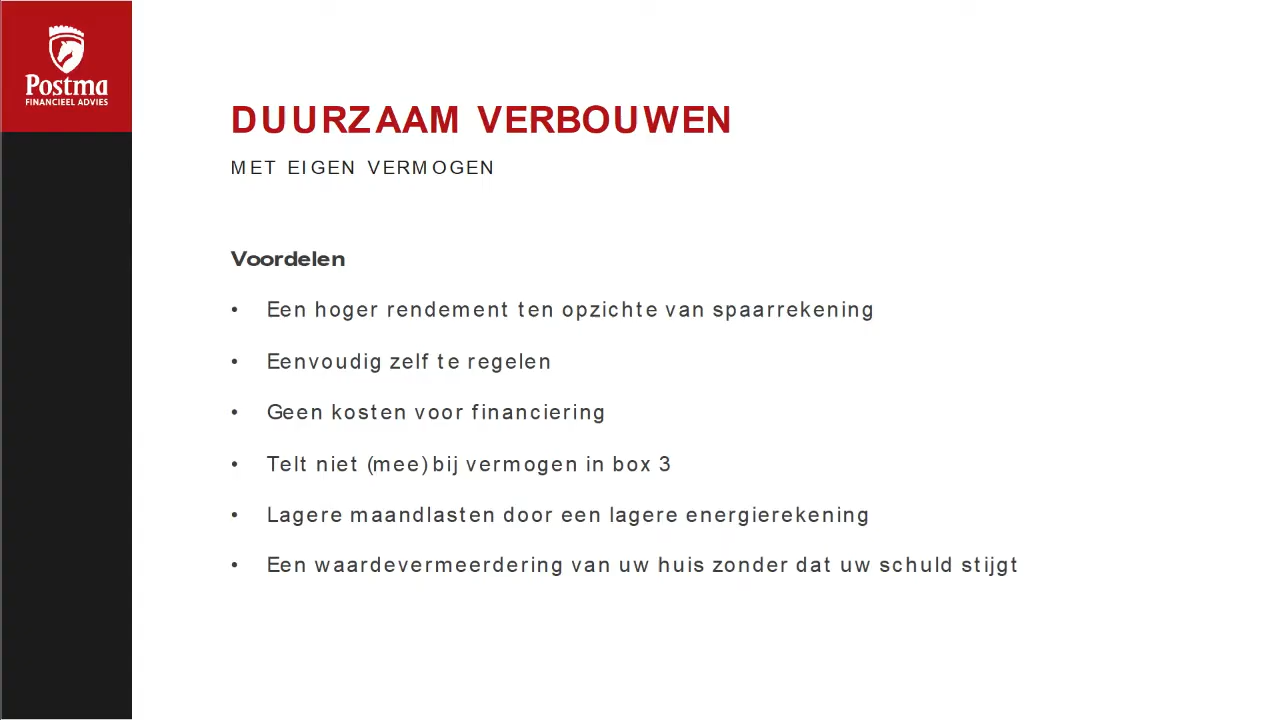 Postma
FINANCIEEL ADVIES
DUURZAAM VERBOUWEN
MET EIGEN VERMOGEN
Voordelen
• Een hoger rendement ten opzichte van spaarrekening
• Eenvoudig zelf te regelen
• Geen kosten voor financiering
• Telt niet (mee) bij vermogen in box 3
• Lagere maandlasten door een lagere energierekening
• Een waardevermeerdering van uw huis zonder dat uw schuld stijgt